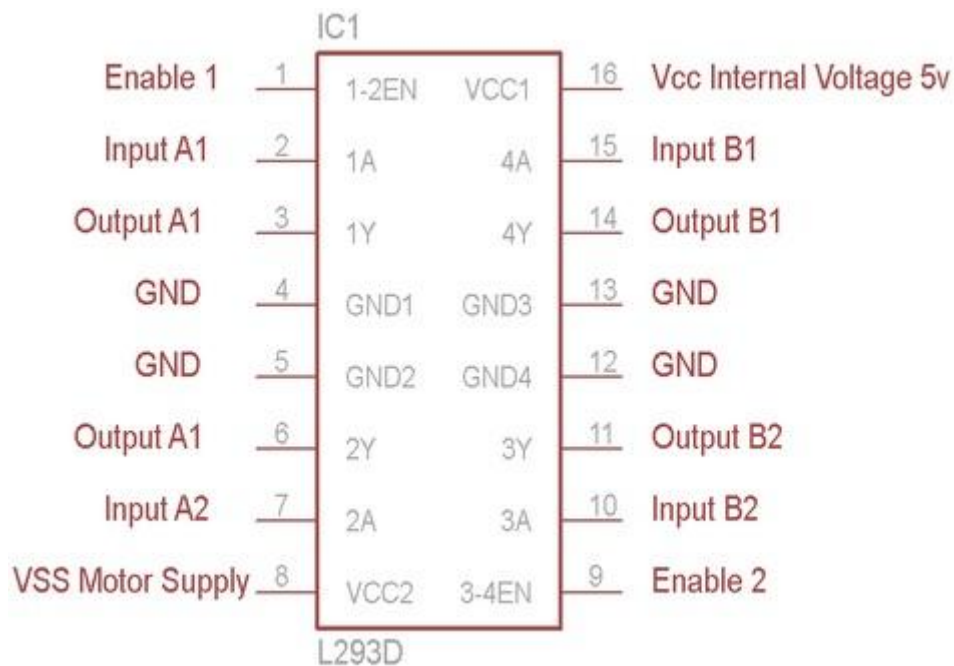 IC1
Enable 1 1 1-2EN VCC1 16 Vcc Internal Voltage 5v
Input A1 2 1A 4A 15 Input B1
Output A1 3 1Y 4Y 14 Output B1
GND 4 GND1 GND3 13 GND
GND 5 GND2 GND4 12 GND
Output A1 6 2Y 3Y 11 Output B2
Input A2 7 2A 3A 10 Input B2
VSS Motor Supply 8 VCC2 3-4EN 9 Enable 2
L293D